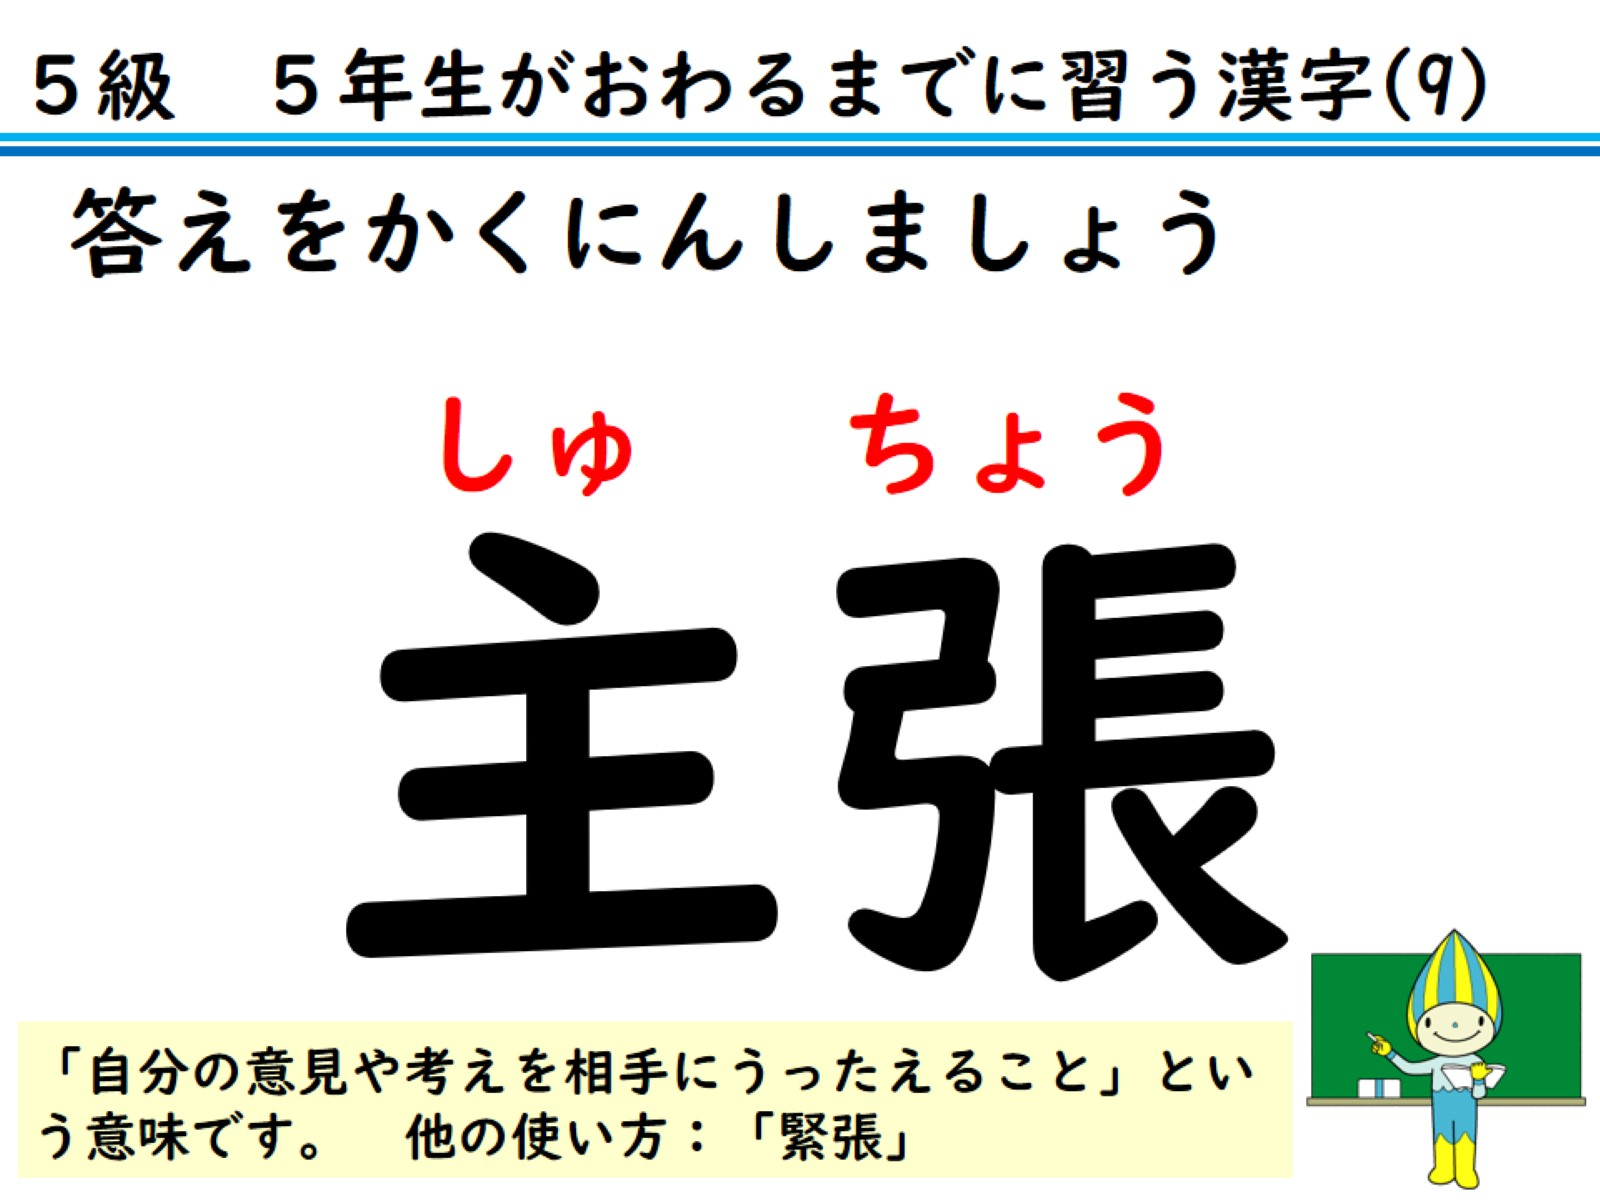 ５級　５年生がおわるまでに習う漢字(9)
答えをかくにんしましょう
しゅ　ちょう
主張
「自分の意見や考えを相手にうったえること」とい
う意味です。　他の使い方：「緊張」